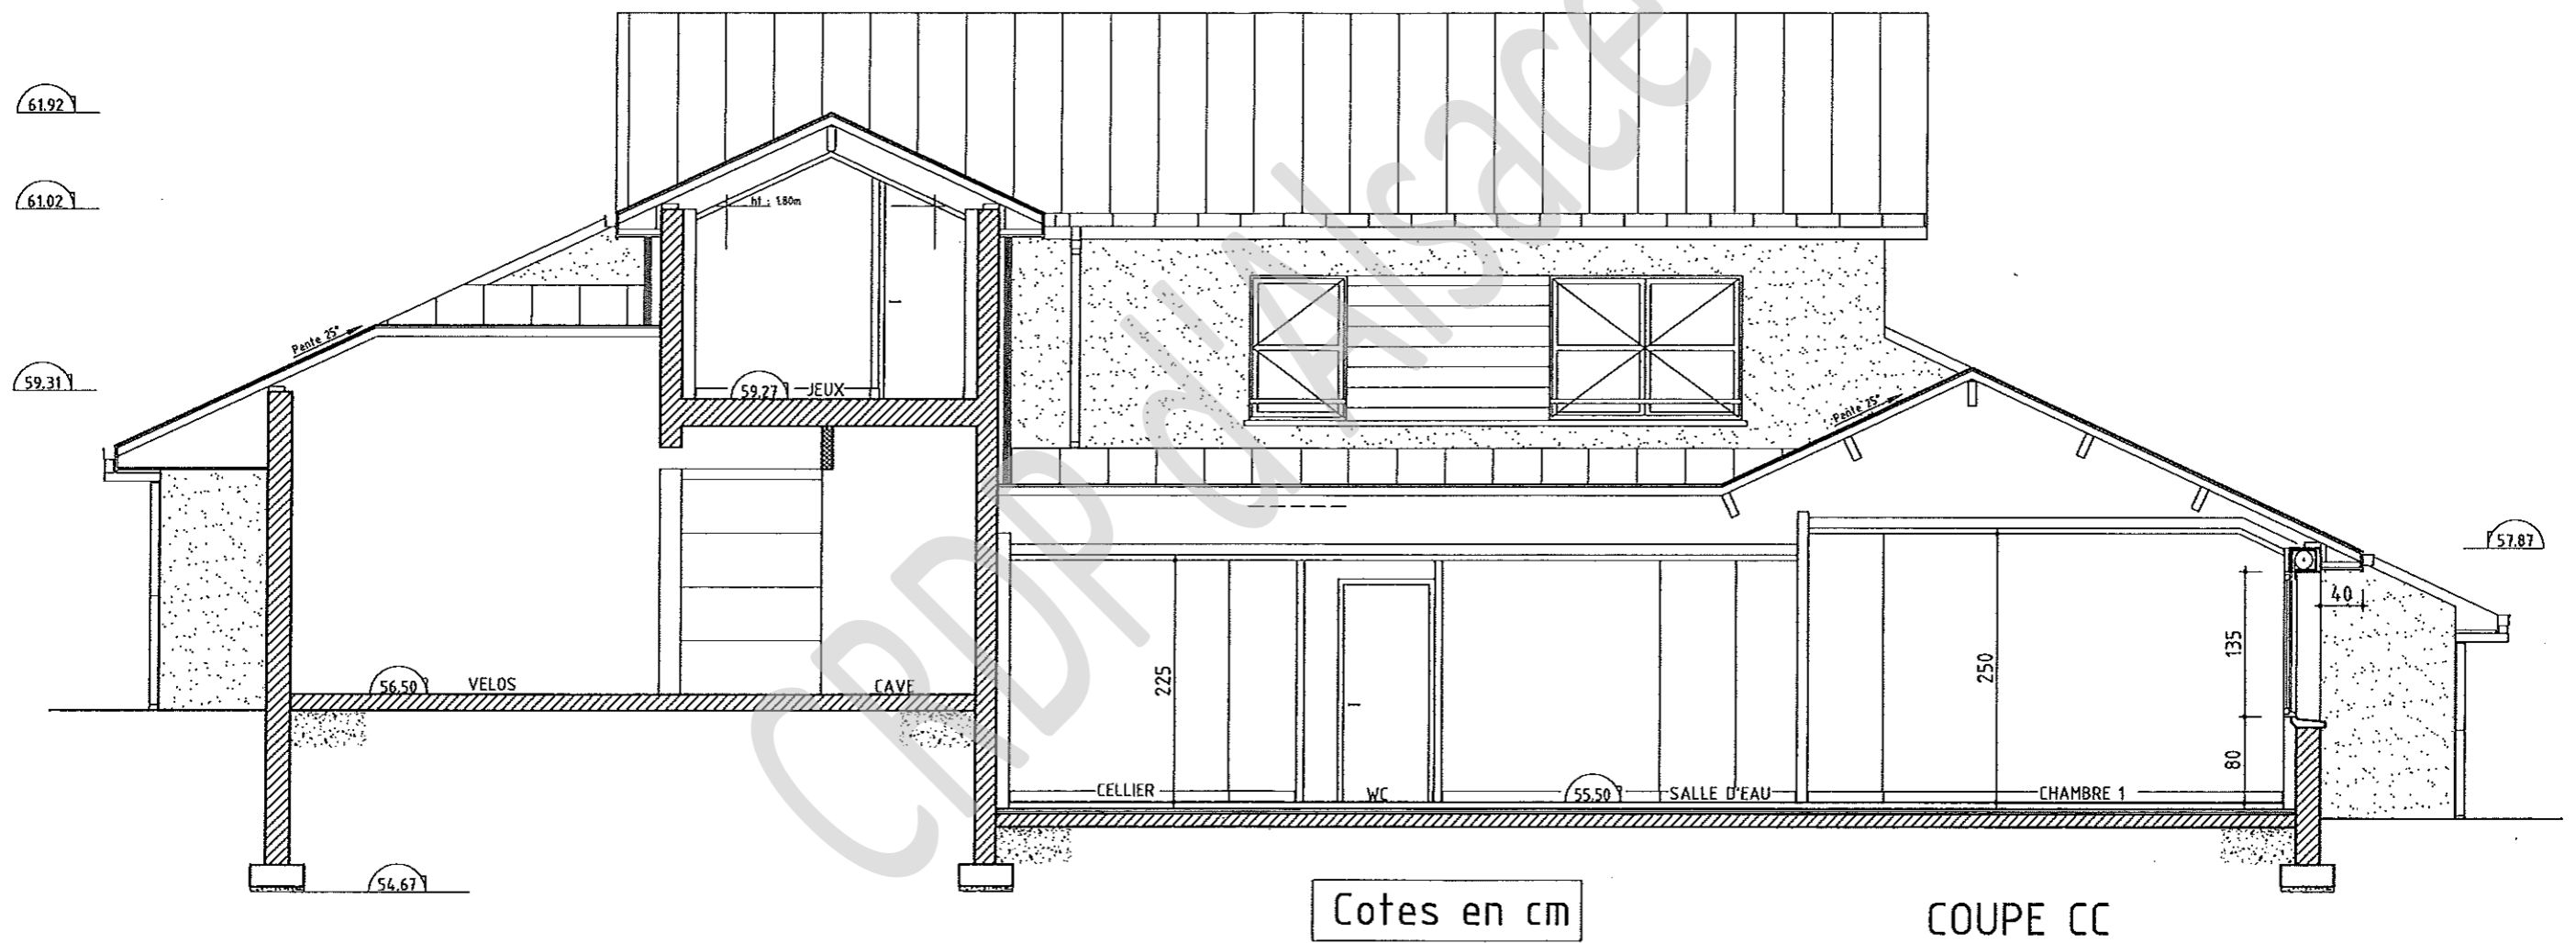 61.92
61.02
ht : 1.80m
Pente 25°
59.31
59.27 JEUX
Pente 25°
57.87
40
135
225
250
56.50 VELOS CAVE
80
CELLIER WC 55.50 SALLE D'EAU CHAMBRE 1
54.67
Cotes en cm
COUPE CC
CRDP d'Alsace